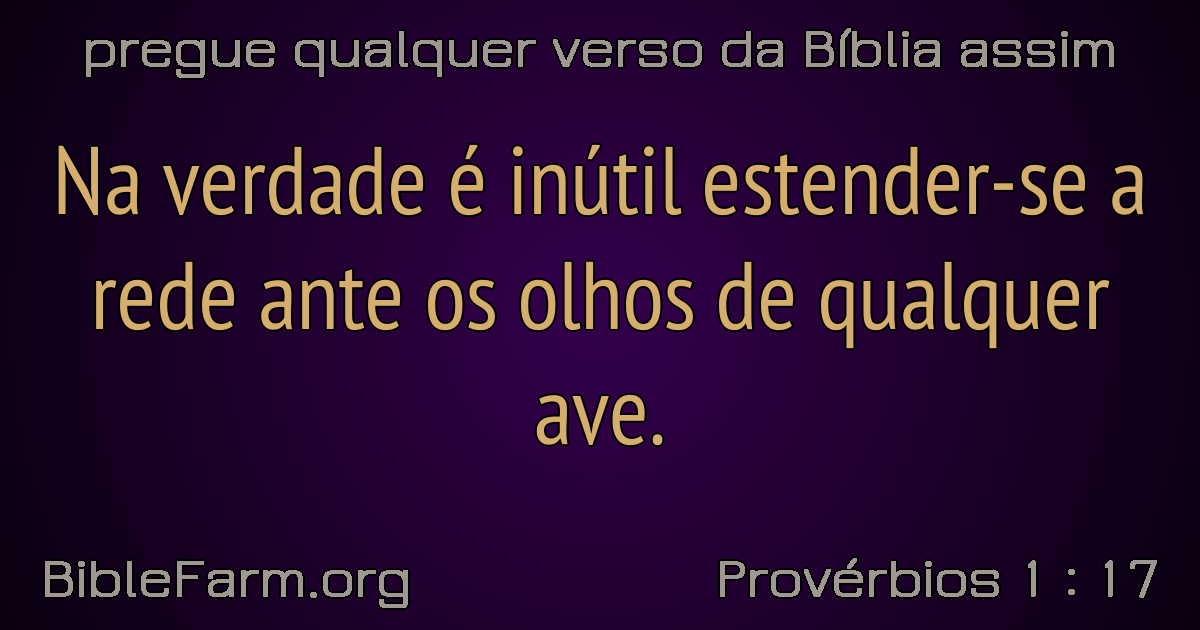 pregue qualquer verso da Bíblia assim
Na verdade é inútil estender-se a
rede ante os olhos de qualquer
ave.
BibleFarm.org
Provérbios 1 : 17